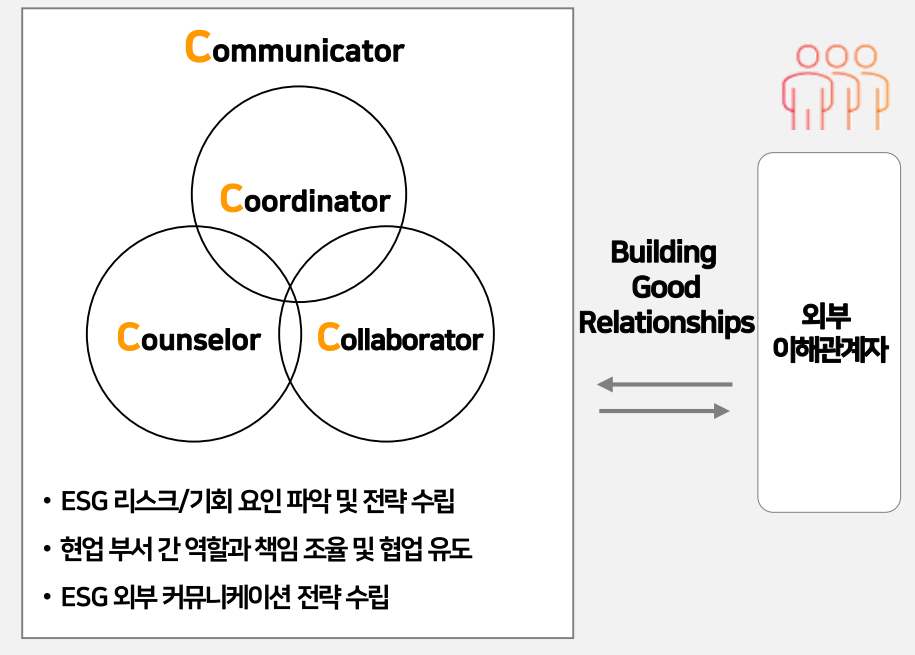 Communicator
Coordinator
Counselor
Collaborator
• ESG 리스크/기회 요인 파악 및 전략 수립
• 현업 부서 간 역할과 책임 조율 및 협업 유도
• ESG 외부 커뮤니케이션 전략 수립
Building
Good
Relationships
외부
이해관계자